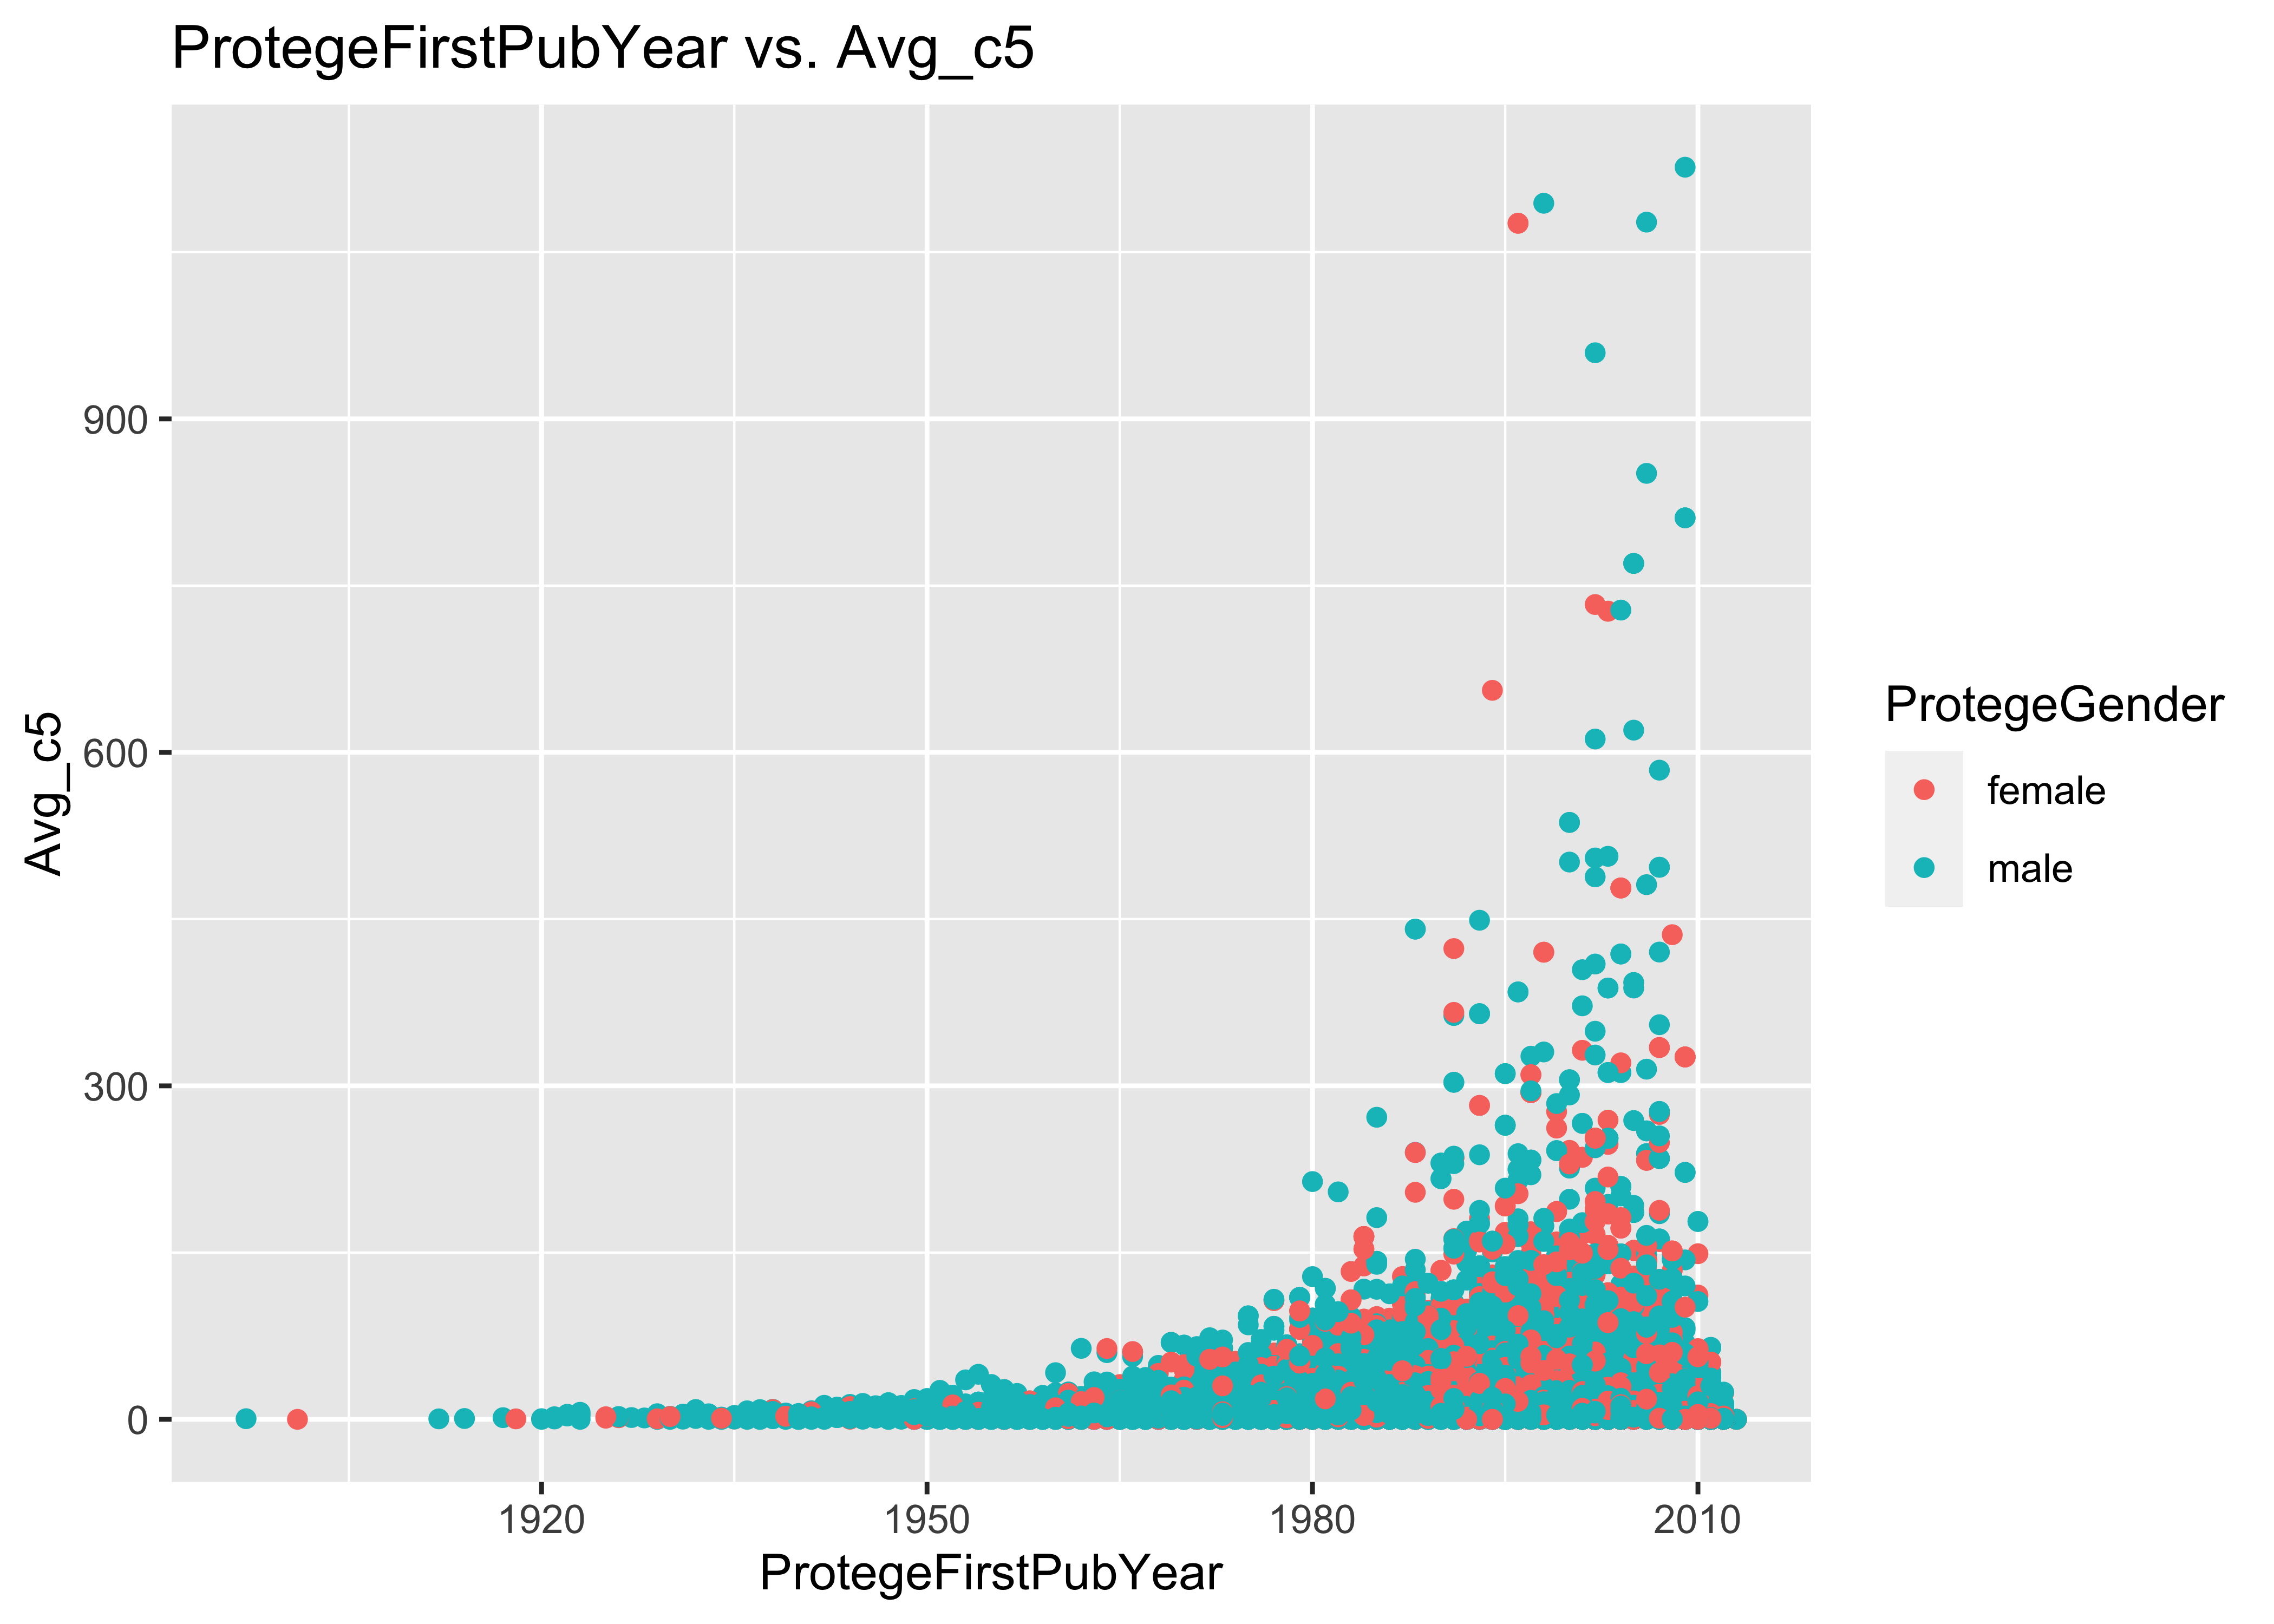 ProtegeFirstPubYear vs. Avg_c5
Avg_c5
900
600
300
0
1920 1950 1980 2010
ProtegeFirstPubYear
ProtegeGender
female
male